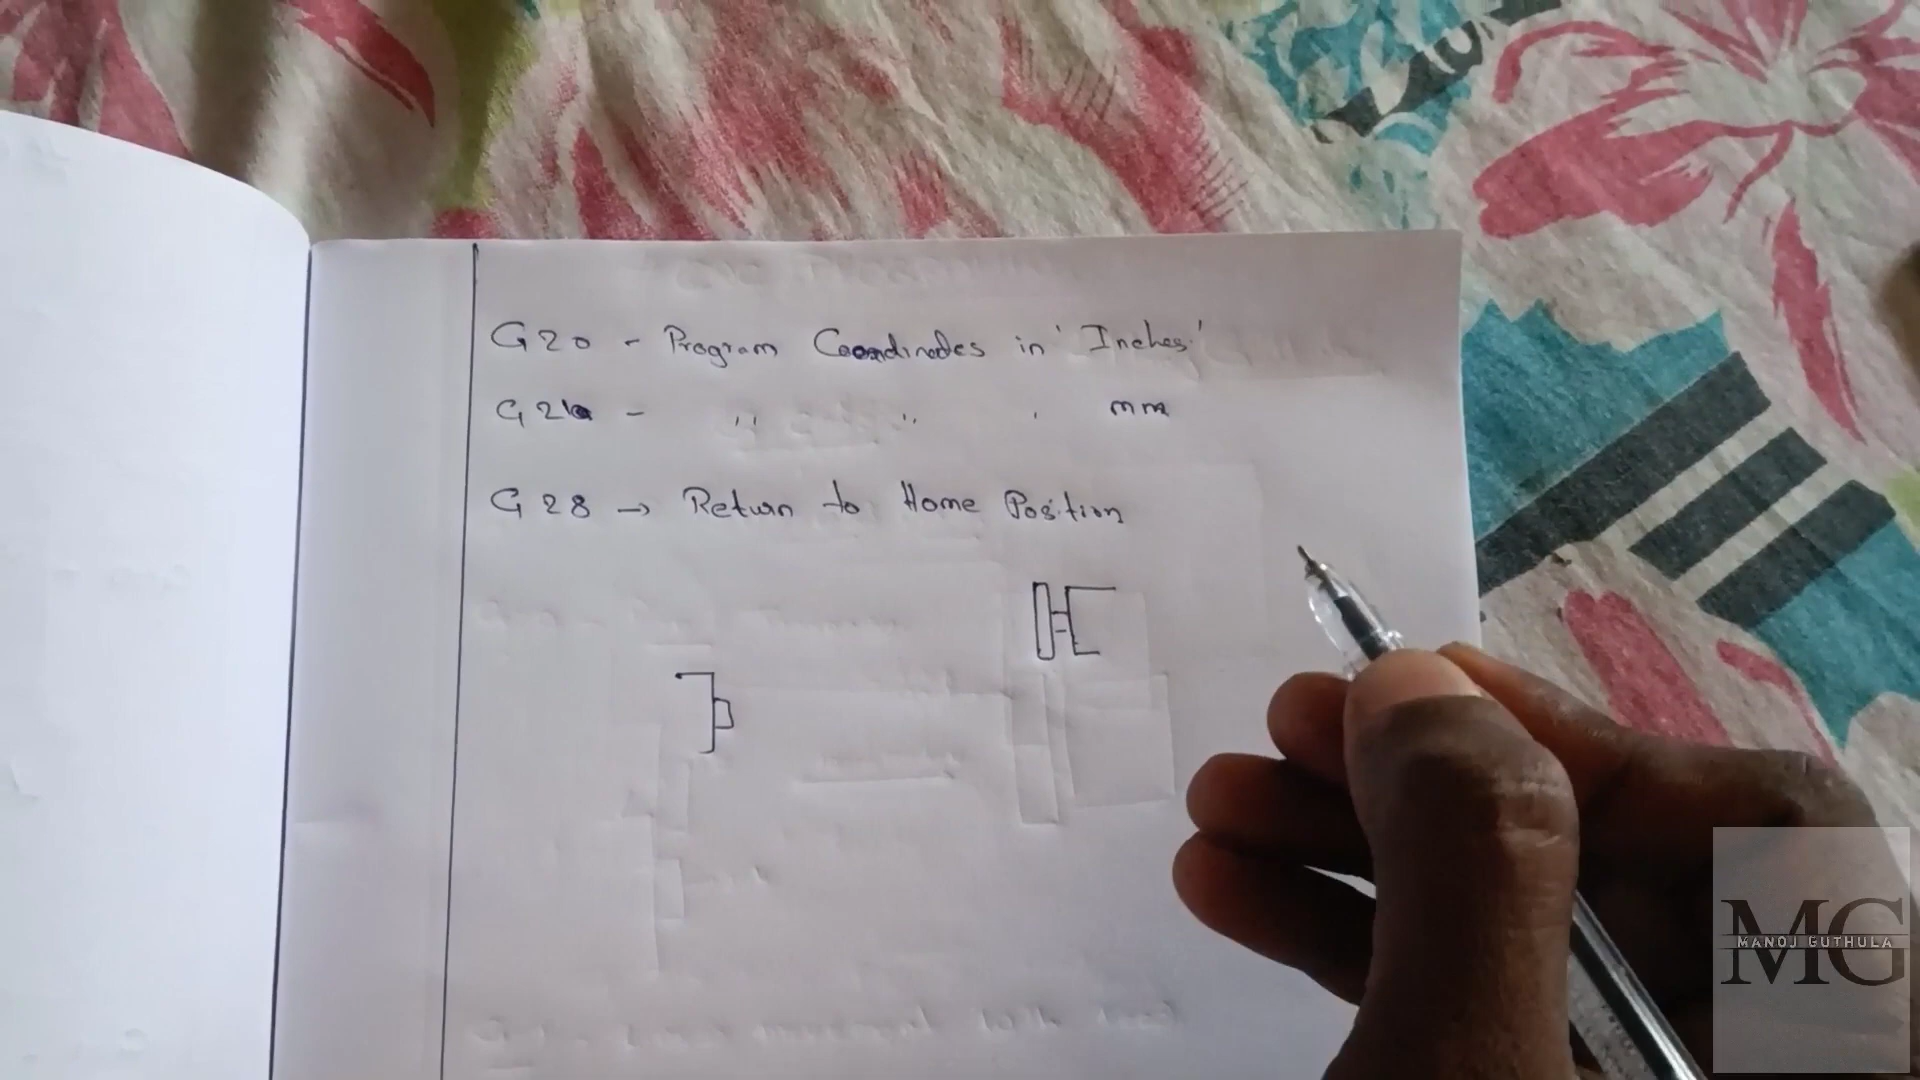 G20 - Program Coordinates in 'Inches'
G21 - " " " mm
G28 → Return to Home Position
MG
MANOJ GUTHULA